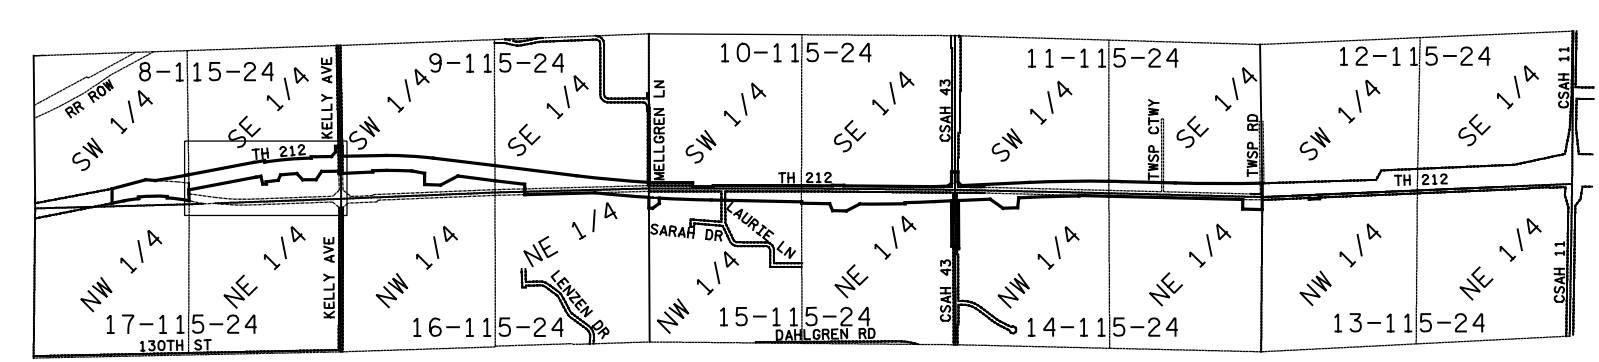 8-115-24
9-115-24
10-115-24
11-115-24
12-115-24
RR ROW
SW 1/4
SE 1/4
KELLY AVE
SW 1/4
SE 1/4
MELLGREN LN
SW 1/4
SE 1/4
CSAH 43
SW 1/4
TWSP CTWY
SE 1/4
TWSP RD
SW 1/4
SE 1/4
CSAH 11
TH 212
TH 212
TH 212
NW 1/4
NE 1/4
KELLY AVE
NW 1/4
NE 1/4
LENZEN DR
SARAH DR
LAURIE LN
NW 1/4
NE 1/4
CSAH 43
NW 1/4
NE 1/4
NW 1/4
NE 1/4
CSAH 11
17-115-24
16-115-24
15-115-24
14-115-24
13-115-24
130TH ST
DAHLGREN RD